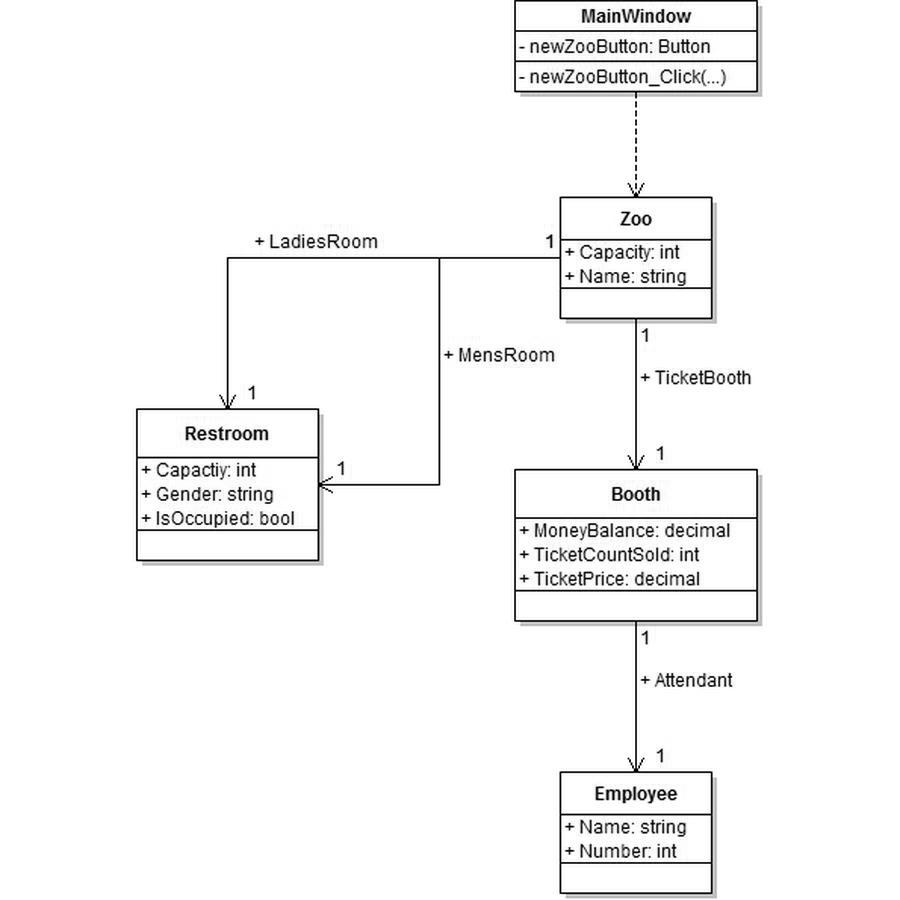 MainWindow
- newZooButton: Button
- newZooButton_Click(...)
Zoo
+ Capacity: int
+ Name: string
1
+ LadiesRoom
1
+ MensRoom
1
1
+ TicketBooth
1
Restroom
+ Capactiy: int
+ Gender: string
+ IsOccupied: bool
Booth
+ MoneyBalance: decimal
+ TicketCountSold: int
+ TicketPrice: decimal
1
+ Attendant
1
Employee
+ Name: string
+ Number: int